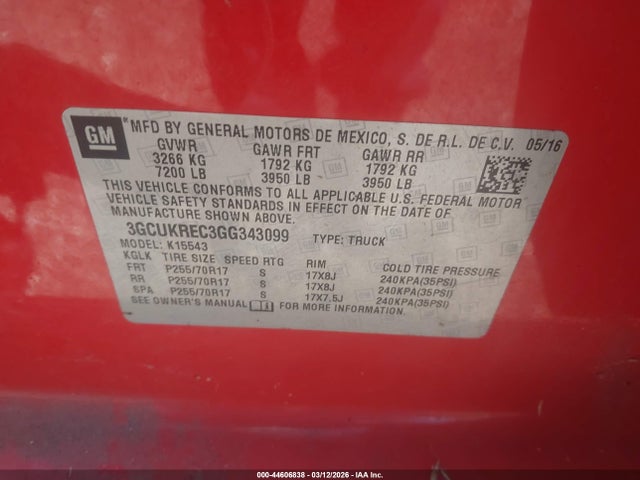 GM *MFD BY GENERAL MOTORS DE MEXICO, S. DE R.L. DE C.V. 05/16
GVWR GAWR FRT GAWR RR
3266 KG 1792 KG 1792 KG
7200 LB 3950 LB 3950 LB
THIS VEHICLE CONFORMS TO ALL APPLICABLE U.S. FEDERAL MOTOR
VEHICLE SAFETY STANDARDS IN EFFECT ON THE DATE OF
MANUFACTURE SHOWN ABOVE.
3GCUKREC3GG343099 TYPE: TRUCK
MODEL: K15543
KGLK TIRE SIZE SPEED RTG RIM COLD TIRE PRESSURE
FRT P255/70R17 S 17X8J 240KPA(35PSI)
RR P255/70R17 S 17X8J 240KPA(35PSI)
SPA P255/70R17 S 17X7.5J 240KPA(35PSI)
SEE OWNER'S MANUAL FOR MORE INFORMATION.
000-44606838 - 03/12/2026 - IAA Inc.